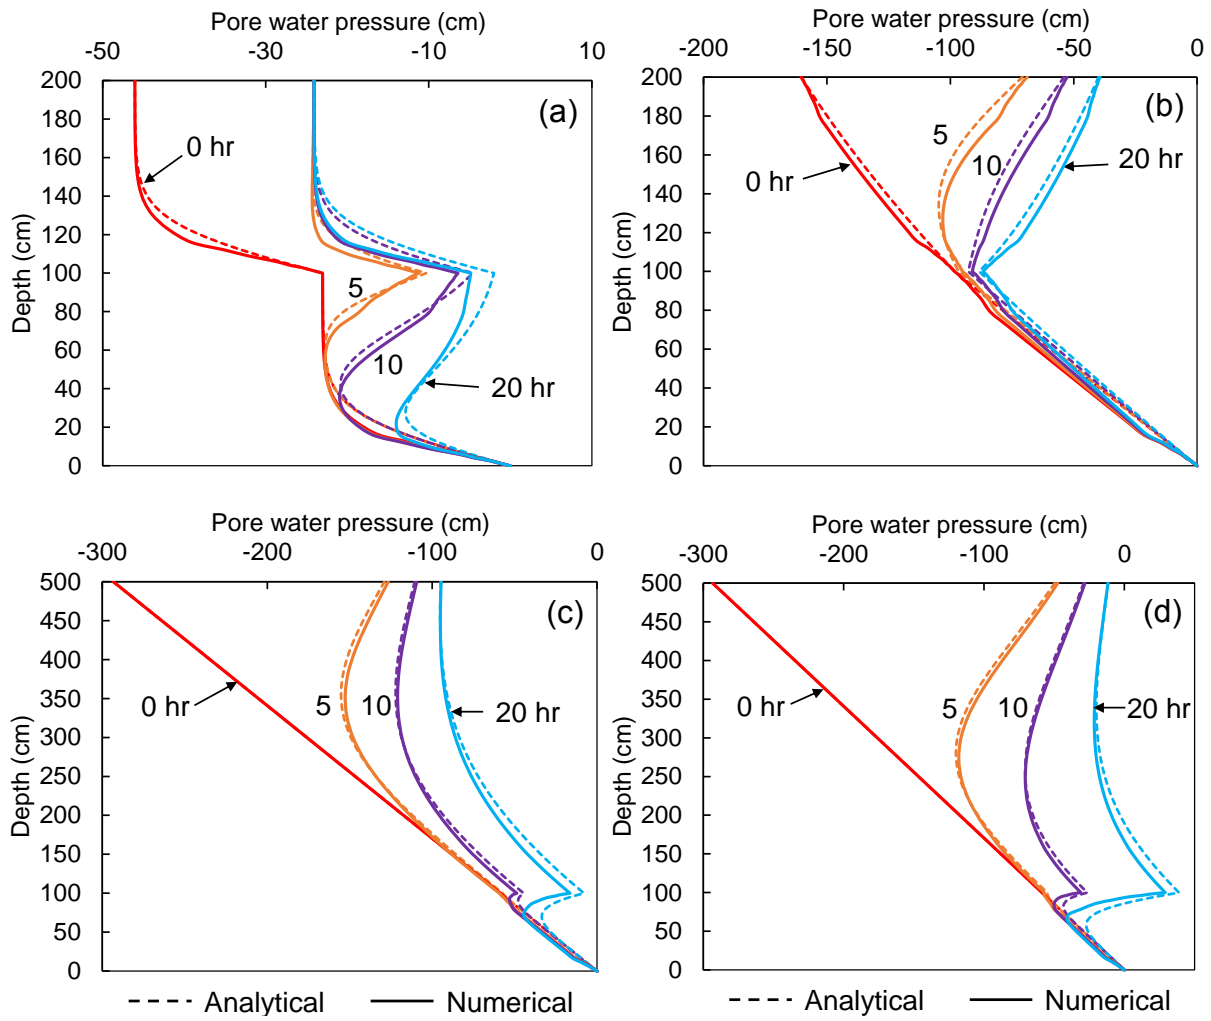 Pore water pressure (cm)
-50 -30 -10 10
200
180
160
140
120
100
80
60
40
20
0
Depth (cm)
(a)
0 hr
5
10
20 hr
Pore water pressure (cm)
-200 -150 -100 -50 0
200
180
160
140
120
100
80
60
40
20
0
Depth (cm)
(b)
5
10
0 hr
20 hr
Pore water pressure (cm)
-300 -200 -100 0
500
450
400
350
300
250
200
150
100
50
0
Depth (cm)
(c)
0 hr
5
10
20 hr
Pore water pressure (cm)
-300 -200 -100 0
500
450
400
350
300
250
200
150
100
50
0
Depth (cm)
(d)
0 hr
5
10
20 hr
Analytical Numerical
Analytical Numerical